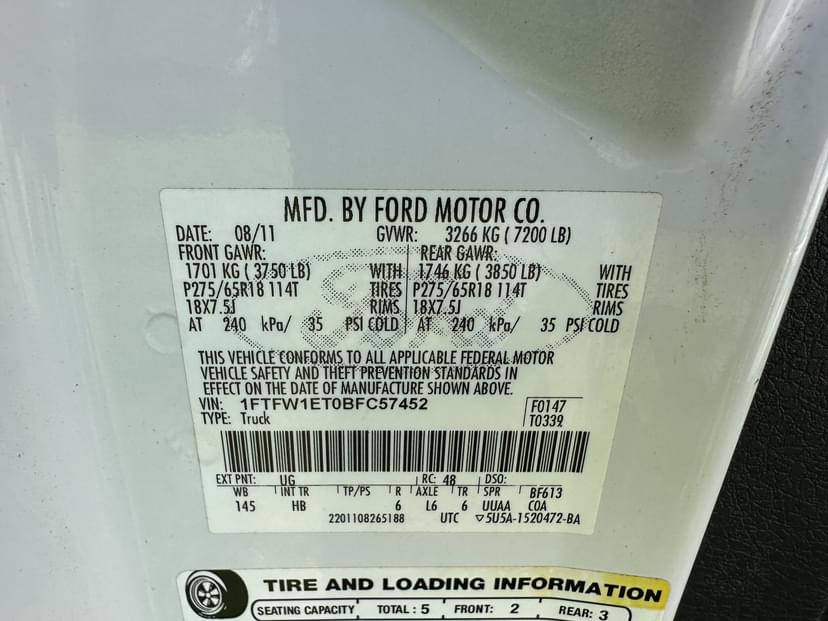 MFD. BY FORD MOTOR CO.
DATE: 08/11 GVWR: 3266 KG ( 7200 LB)
FRONT GAWR: REAR GAWR:
1701 KG ( 3750 LB) WITH 1746 KG ( 3850 LB) WITH
P275/65R18 114T TIRES P275/65R18 114T TIRES
18X7.5J RIMS 18X7.5J RIMS
AT 240 kPa/ 35 PSI COLD AT 240 kPa/ 35 PSI COLD
Ford
THIS VEHICLE CONFORMS TO ALL APPLICABLE FEDERAL MOTOR
VEHICLE SAFETY AND THEFT PREVENTION STANDARDS IN
EFFECT ON THE DATE OF MANUFACTURE SHOWN ABOVE.
VIN: 1FTFW1ET0BFC57452 F0147
TYPE: Truck T0339
EXT PNT: UG RC: 48 DSO:
WB INT TR TP/PS R AXLE TR SPR BF613
145 HB 6 L6 6 UUAA COA
2201108265188 UTC ▽5U5A-1520472-BA
TIRE AND LOADING INFORMATION
SEATING CAPACITY TOTAL : 5 FRONT: 2 REAR: 3